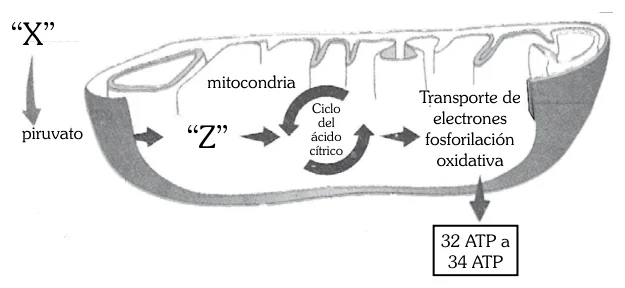 “X”
piruvato
mitocondria
“Z”
Ciclo
del
ácido
cítrico
Transporte de
electrones
fosforilación
oxidativa
32 ATP a
34 ATP